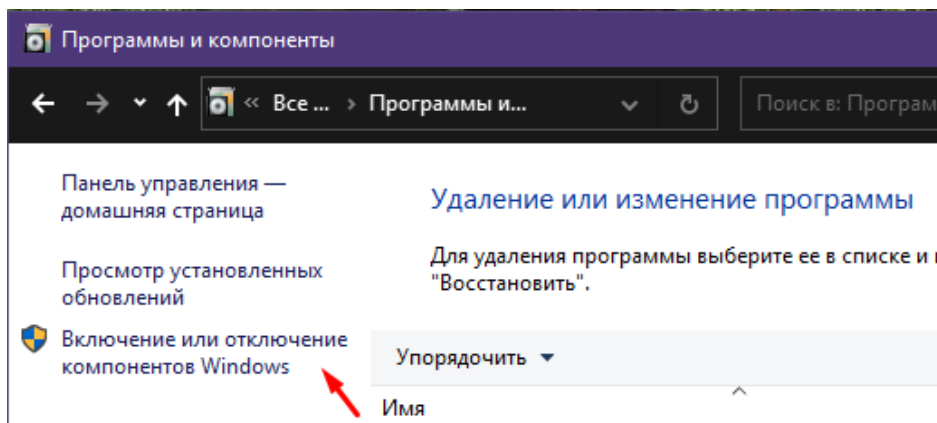 Программы и компоненты
« Все ... › Программы и...
Поиск в: Програм
Панель управления —
домашняя страница
Просмотр установленных
обновлений
Включение или отключение
компонентов Windows
Удаление или изменение программы
Для удаления программы выберите ее в списке и
"Восстановить".
Упорядочить
Имя